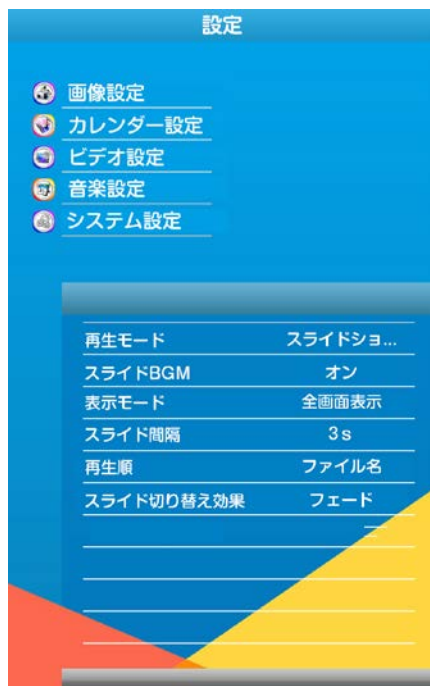 設定
画像設定
カレンダー設定
ビデオ設定
音楽設定
システム設定
再生モード スライドショ...
スライドBGM オン
表示モード 全画面表示
スライド間隔 3s
再生順 ファイル名
スライド切り替え効果 フェード